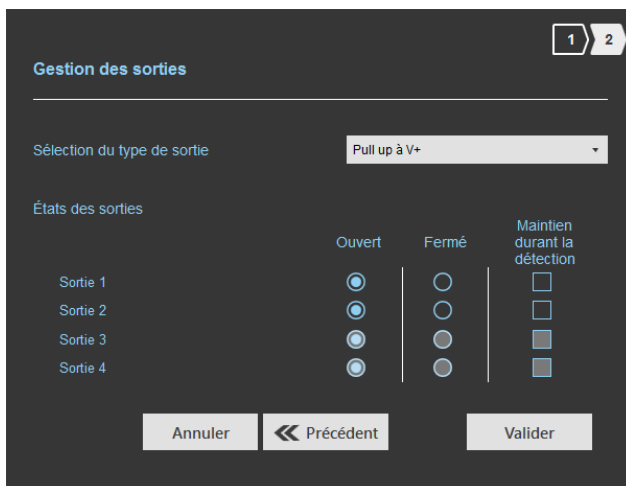 1 2
Gestion des sorties
Sélection du type de sortie Pull up à V+
États des sorties
Ouvert Fermé Maintien durant la détection
Sortie 1
Sortie 2
Sortie 3
Sortie 4
Annuler Précédent Valider